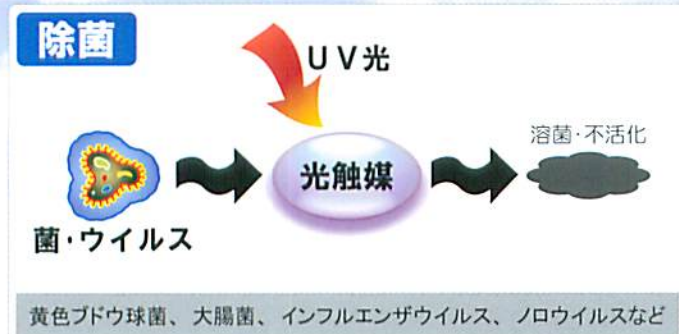 除菌
UV光
溶菌・不活化
光触媒
菌・ウイルス
黄色ブドウ球菌、大腸菌、インフルエンザウイルス、ノロウイルスなど